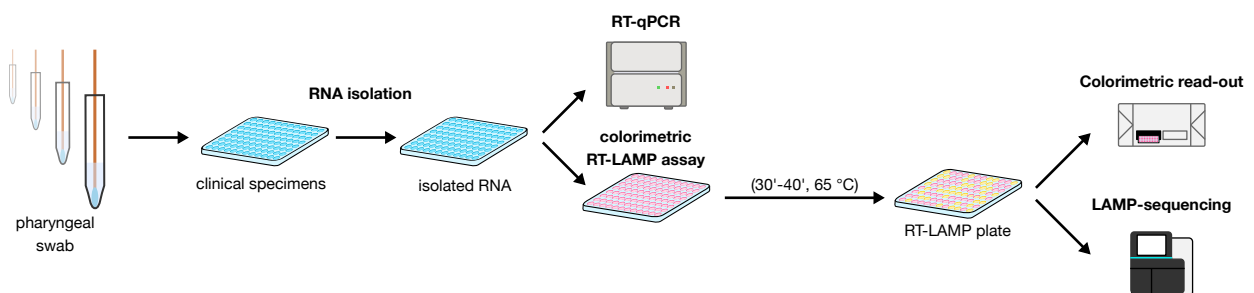 pharyngeal
swab
clinical specimens
RNA isolation
isolated RNA
RT-qPCR
colorimetric
RT-LAMP assay
(30'-40', 65 °C)
RT-LAMP plate
Colorimetric read-out
LAMP-sequencing